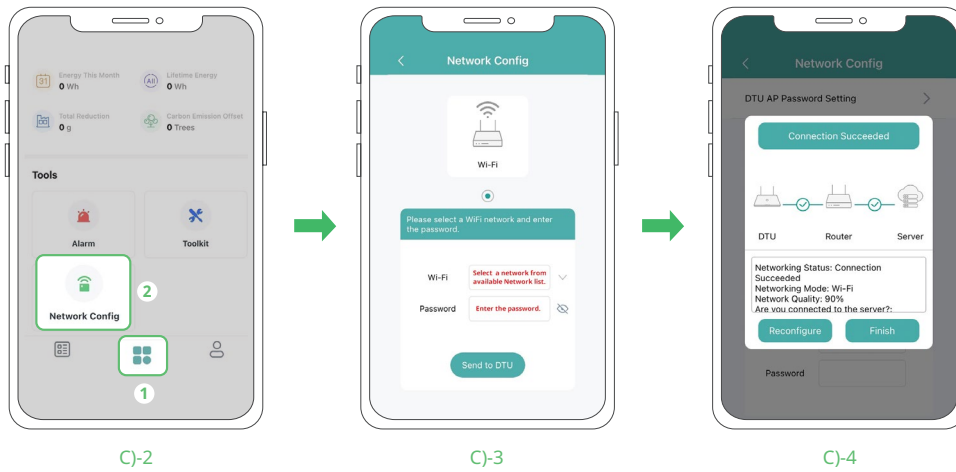 31
Energy This Month
0 Wh
All
Lifetime Energy
0 Wh
Total Reduction
0 g
Carbon Emission Offset
0 Trees
Tools
Alarm
Toolkit
Network Config
2
1
C)-2
Network Config
Wi-Fi
Please select a WiFi network and enter
the password.
Wi-Fi
Select a network from
available Network list.
Password
Enter the password.
Send to DTU
C)-3
Network Config
DTU AP Password Setting
Connection Succeeded
DTU
Router
Server
Networking Status: Connection
Succeeded
Networking Mode: Wi-Fi
Network Quality: 90%
Are you connected to the server?:
Reconfigure
Finish
Password
C)-4